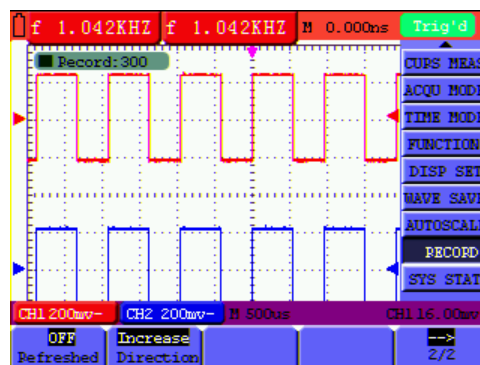 f 1.042KHZ f 1.042KHZ M 0.000ns Trig'd
Record:300
CUPS MEAS
ACQU MODE
TIME MODE
FUNCTION
DISP SET
WAVE SAVE
AUTOSCALE
RECORD
SYS STAT
CH1 200mv- CH2 200mv- M 500us CH1 16.00mv
OFF Increase -->
Refreshed Direction 2/2